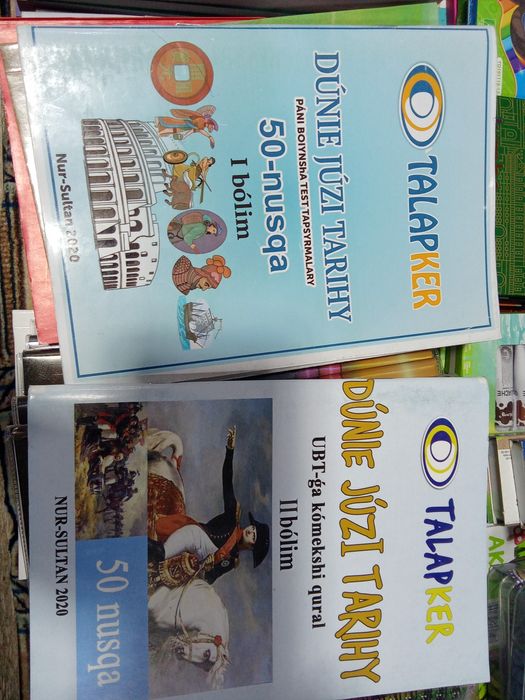 TALAPKER
DÚNIE JÚZI TARIHY
PÁNI BOIYNShA TEST TAPSYRMALARY
50-nusqa
I bólim
Nur-Sultan 2020
TALAPKER
DÚNIE JÚZI TARIHY
UBT-ǵa kómekshi qural
II bólim
50 nusqa
NUR-SULTAN 2020